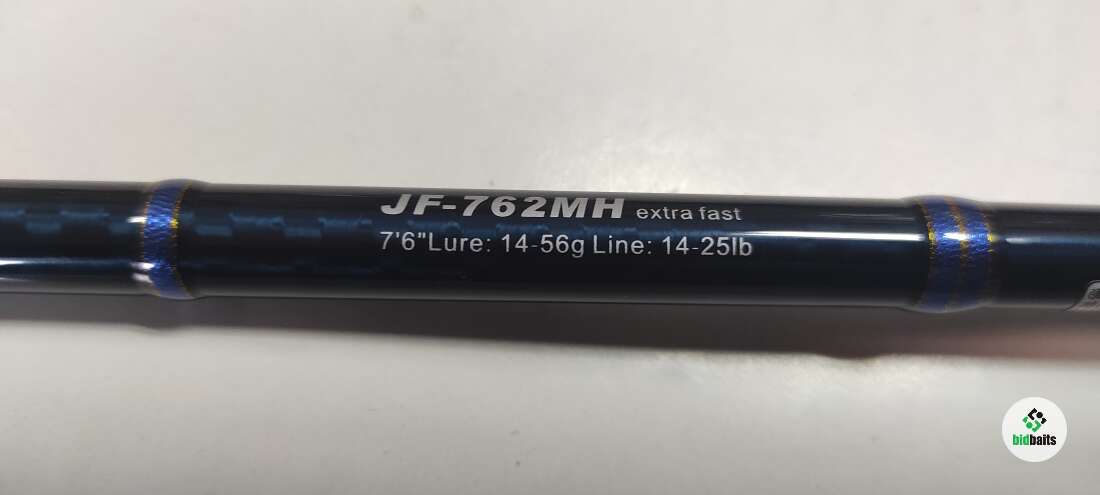 JF-762MH extra fast
7'6"Lure: 14-56g Line: 14-25lb
bidbaits